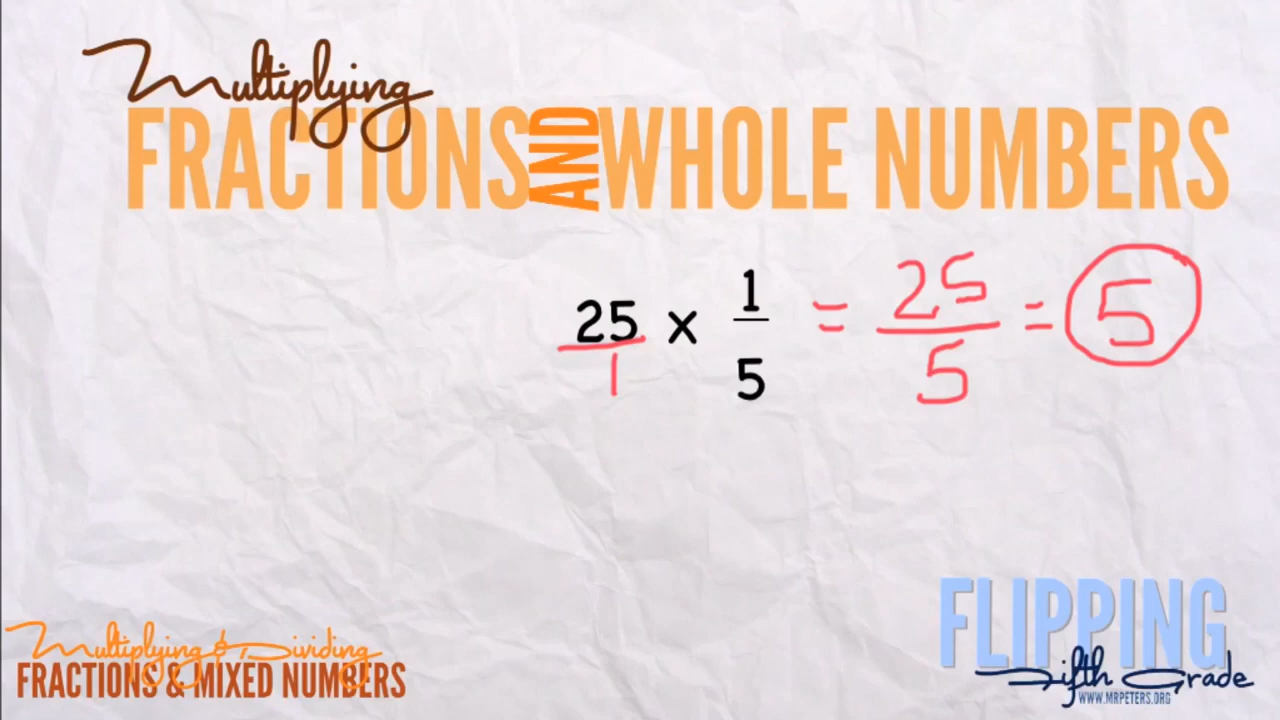 Multiplying
FRACTIONS AND WHOLE NUMBERS
25/1 x 1/5 = 25/5 = 5
Multiplying & Dividing
FRACTIONS & MIXED NUMBERS
FLIPPING
Fifth Grade
WWW.MRPETERS.ORG